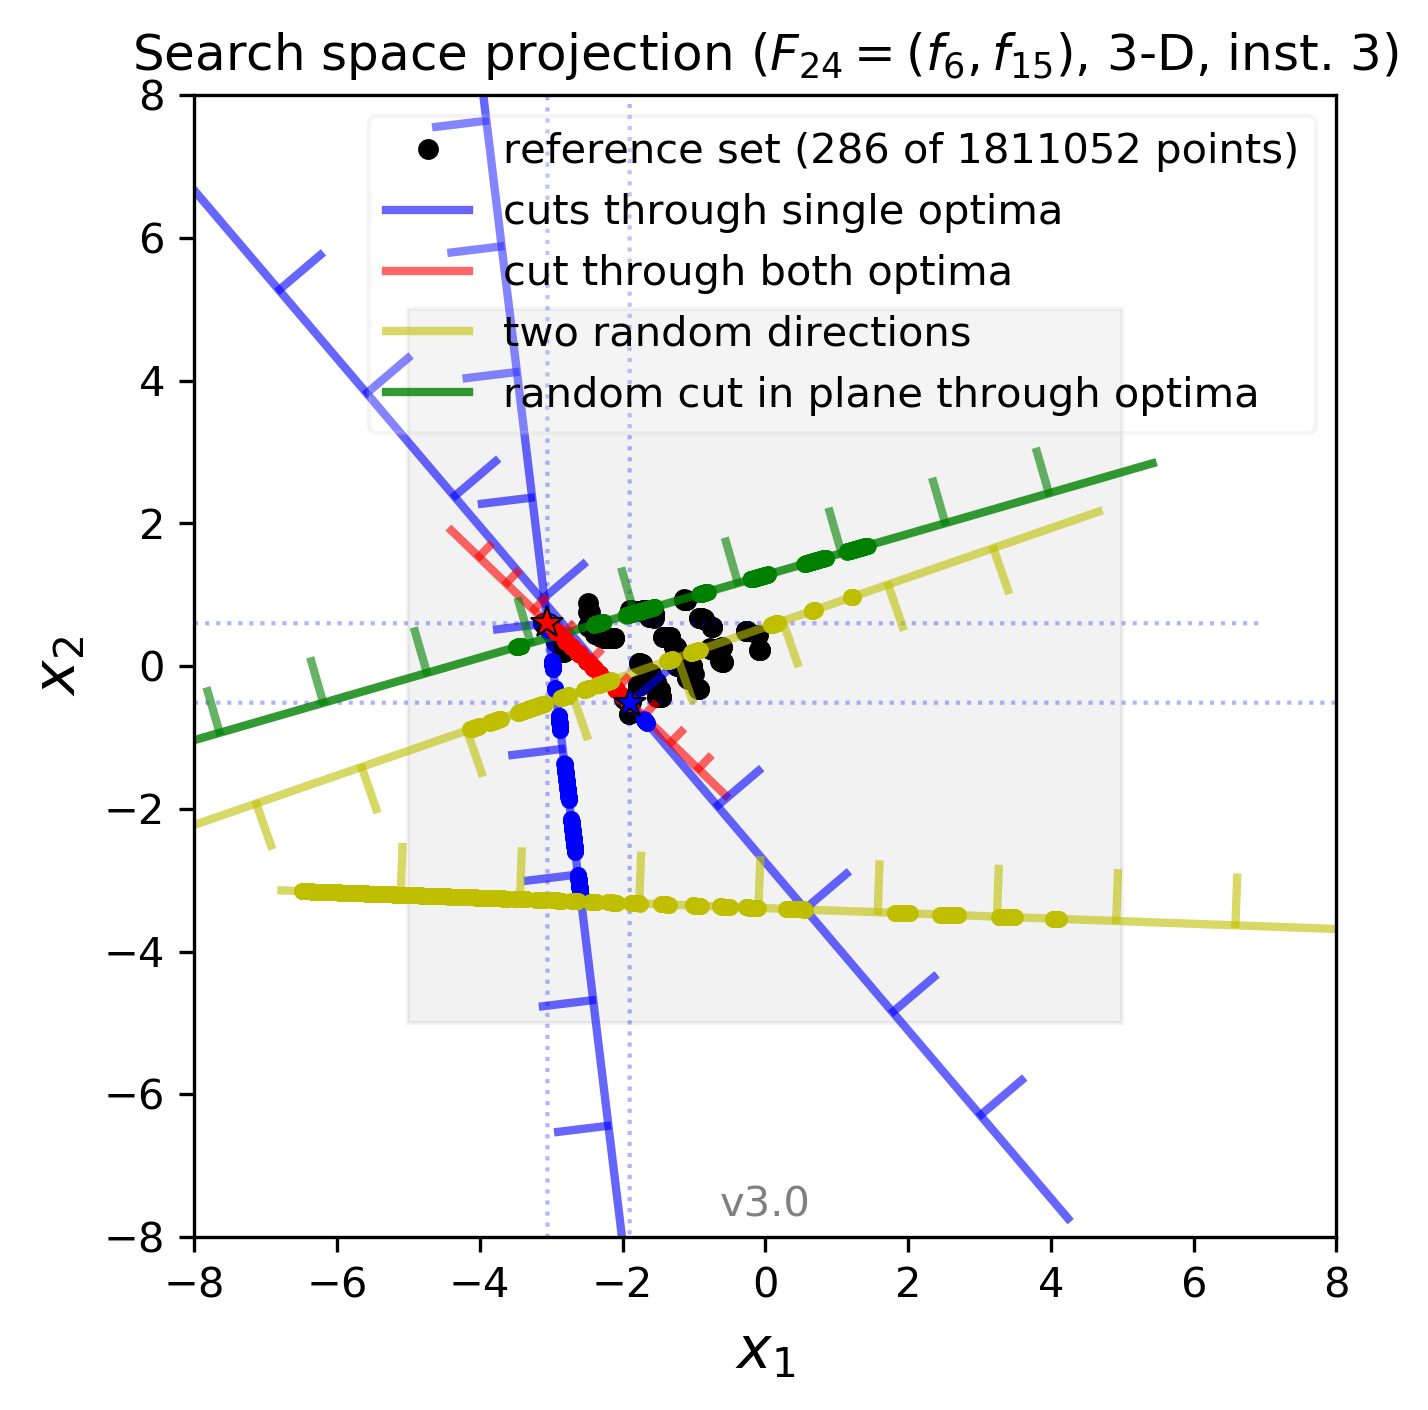 Search space projection (F24 = (f6, f15), 3-D, inst. 3)
reference set (286 of 1811052 points)
cuts through single optima
cut through both optima
two random directions
random cut in plane through optima
8
6
4
2
0
−2
−4
−6
−8
x2
v3.0
−8 −6 −4 −2 0 2 4 6 8
x1